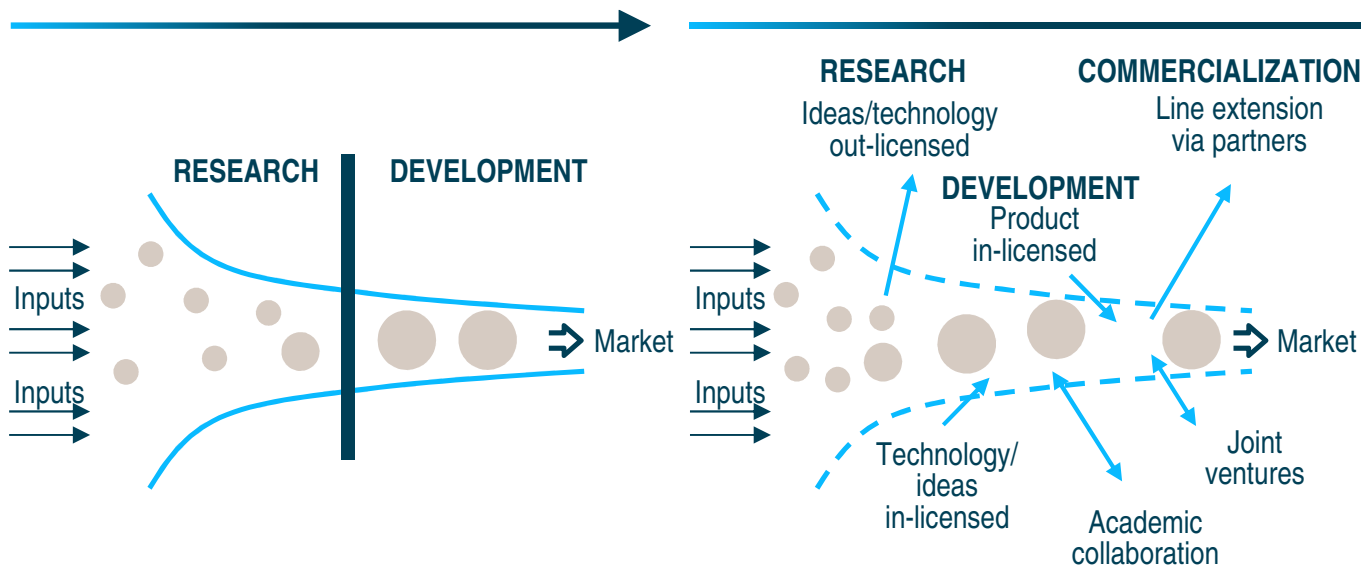 RESEARCH
DEVELOPMENT
Inputs
Inputs
Market
RESEARCH
Ideas/technology
out-licensed
COMMERCIALIZATION
Line extension
via partners
DEVELOPMENT
Product
in-licensed
Inputs
Inputs
Market
Technology/
ideas
in-licensed
Academic
collaboration
Joint
ventures